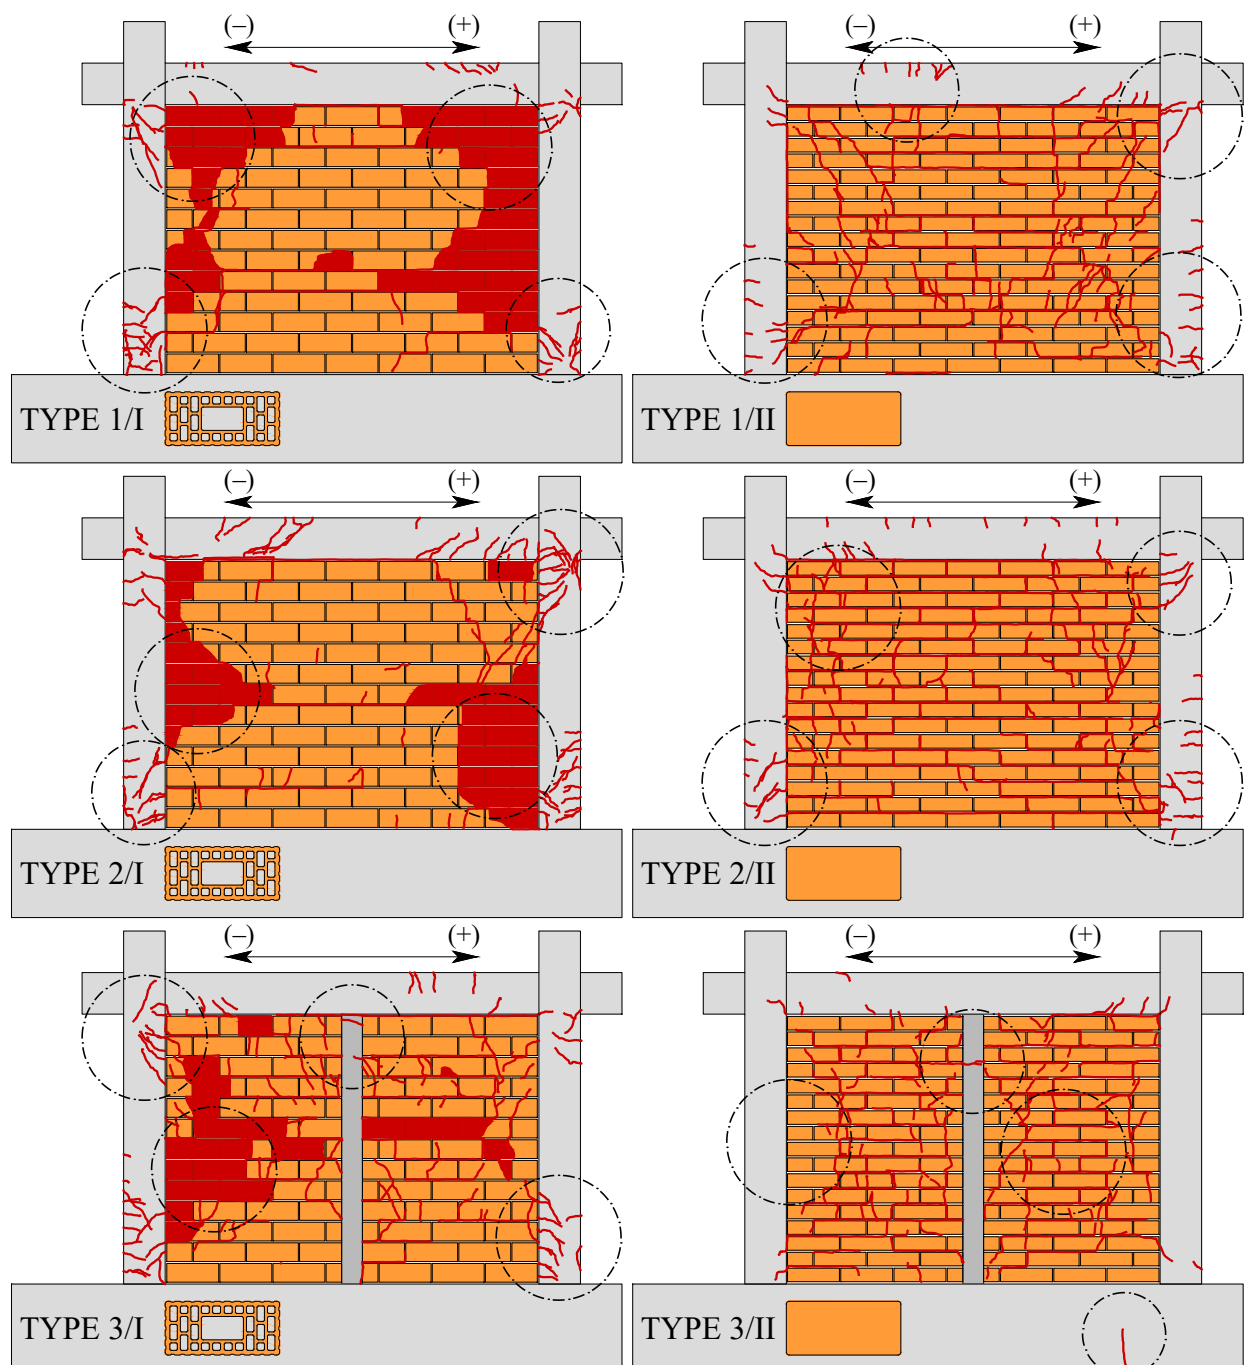 (–) (+)
(–) (+)
TYPE 1/I
TYPE 1/II
(–) (+)
(–) (+)
TYPE 2/I
TYPE 2/II
(–) (+)
(–) (+)
TYPE 3/I
TYPE 3/II